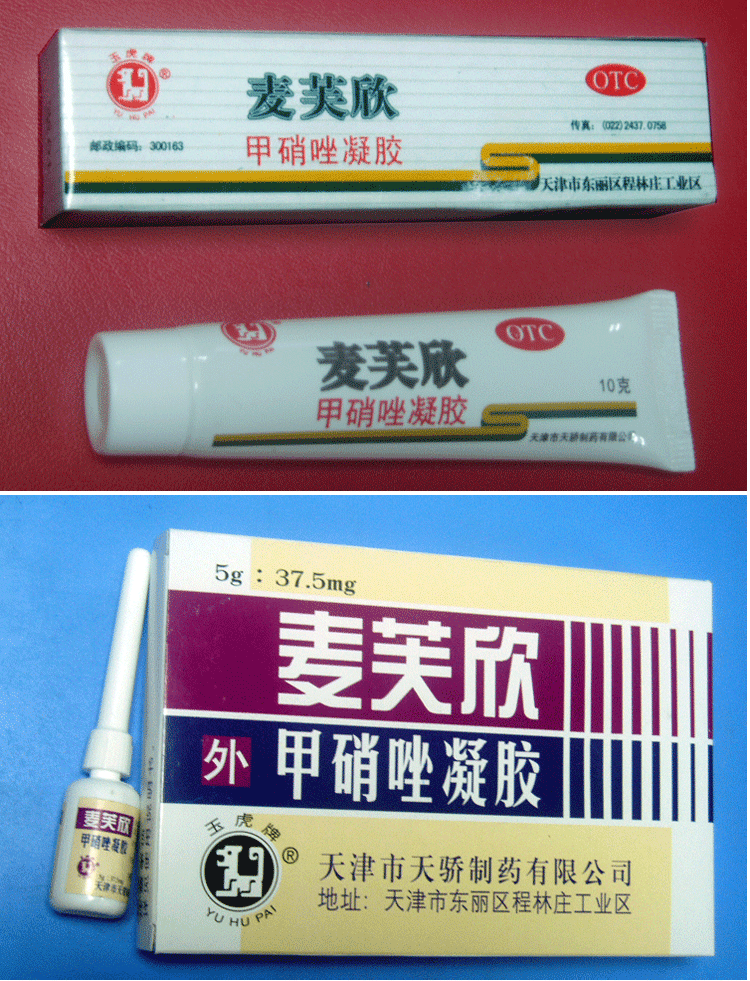 玉虎牌®
YU HU PAI
麦芙欣
OTC
传真：(022)2437.0758
邮政编码：300163
甲硝唑凝胶
天津市东丽区程林庄工业区
OTC
麦芙欣
10克
甲硝唑凝胶
天津市天骄制药有限公司
5g：37.5mg
麦芙欣
外 甲硝唑凝胶
玉虎牌®
YU HU PAI
天津市天骄制药有限公司
地址：天津市东丽区程林庄工业区
麦芙欣
甲硝唑凝胶